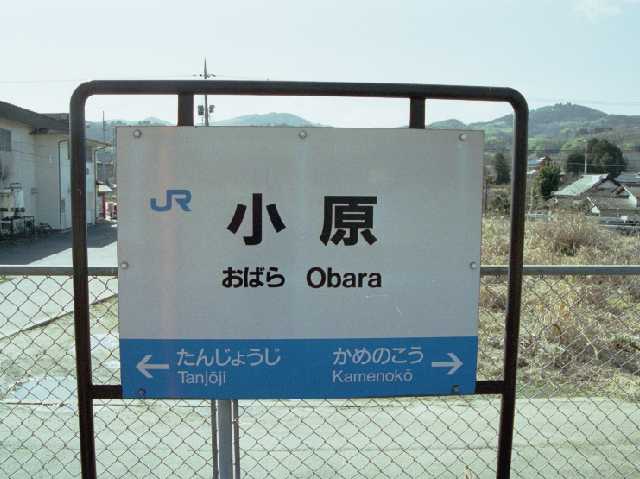 JR
小原
おばら Obara
← たんじょうじ かめのこう →
Tanjōji Kamenokō